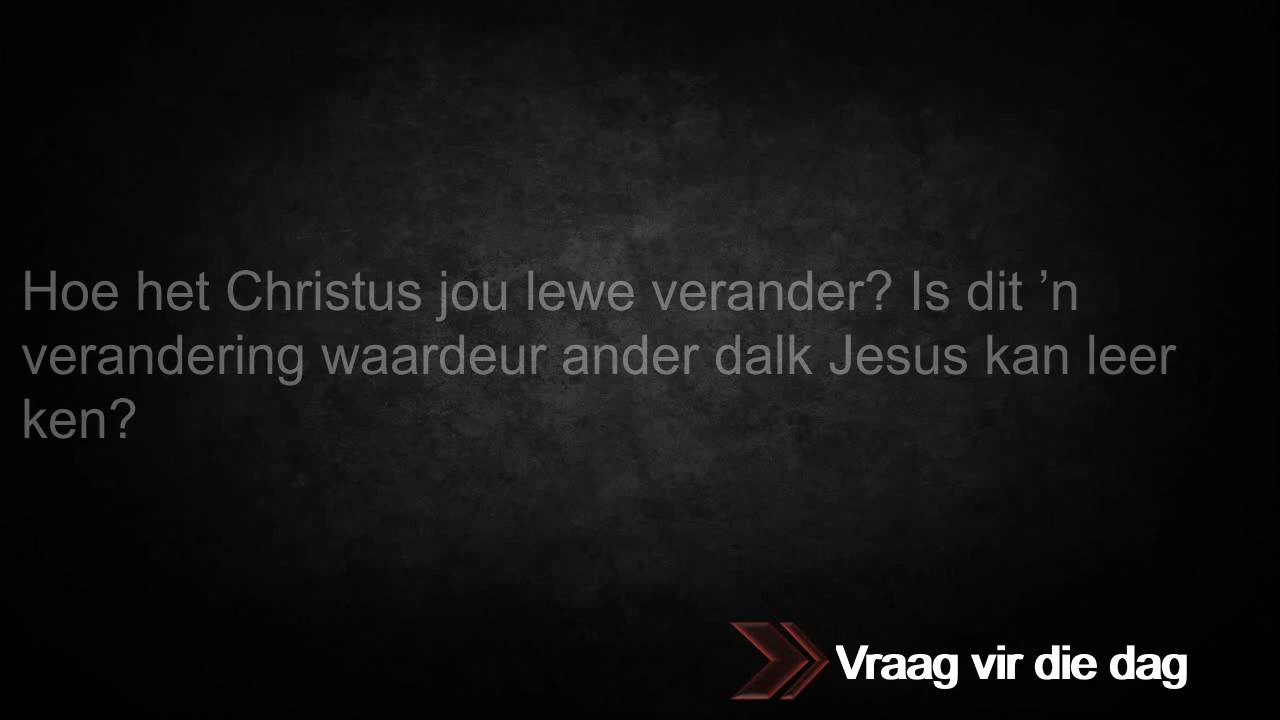 Hoe het Christus jou lewe verander? Is dit ’n
verandering waardeur ander dalk Jesus kan leer
ken?
Vraag vir die dag